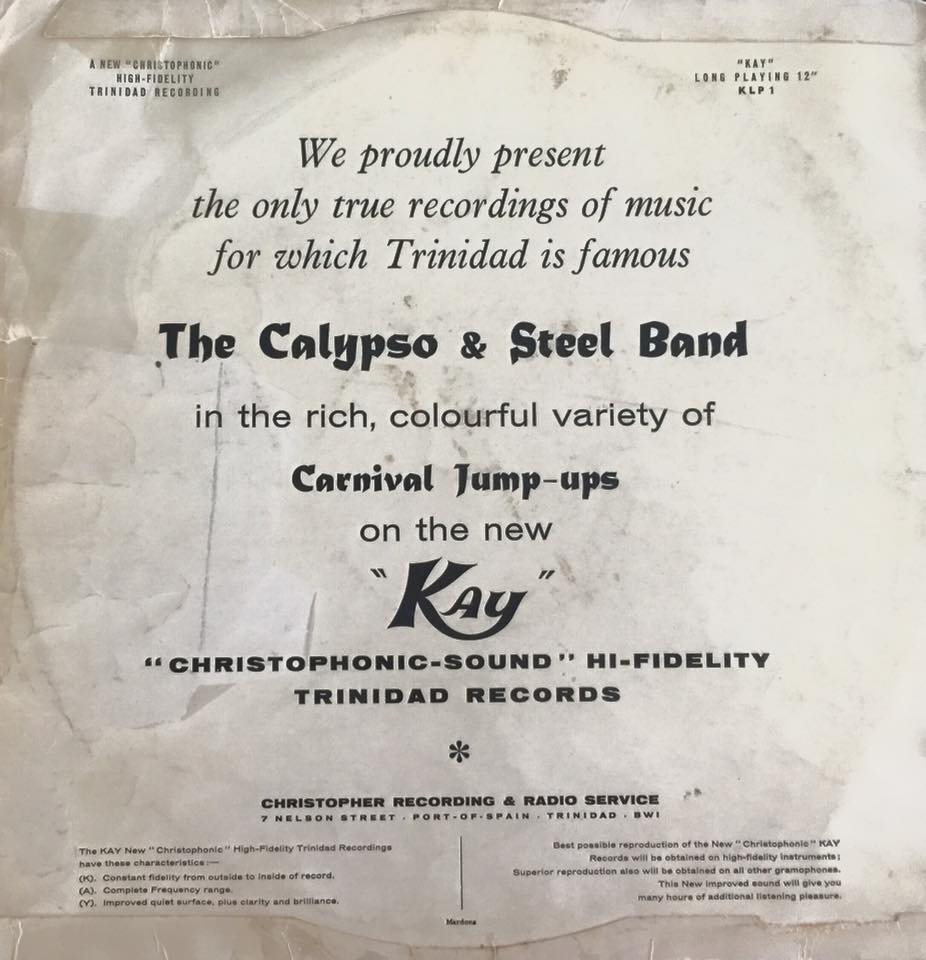 A NEW "CHRISTOPHONIC"
HIGH-FIDELITY
TRINIDAD RECORDING
"KAY"
LONG PLAYING 12"
KLP 1
We proudly present
the only true recordings of music
for which Trinidad is famous
The Calypso & Steel Band
in the rich, colourful variety of
Carnival Jump-ups
on the new
"Kay"
"CHRISTOPHONIC-SOUND" HI-FIDELITY
TRINIDAD RECORDS
*
CHRISTOPHER RECORDING & RADIO SERVICE
7 NELSON STREET · PORT-OF-SPAIN · TRINIDAD · BWI
The KAY New "Christophonic" High-Fidelity Trinidad Recordings
have these characteristics :—
(K). Constant fidelity from outside to inside of record.
(A). Complete Frequency range.
(Y). Improved quiet surface, plus clarity and brilliance.
Best possible reproduction of the New "Christophonic" KAY
Records will be obtained on high-fidelity instruments;
Superior reproduction also will be obtained on all other gramophones.
This New improved sound will give you
many hours of additional listening pleasure.
Mardons